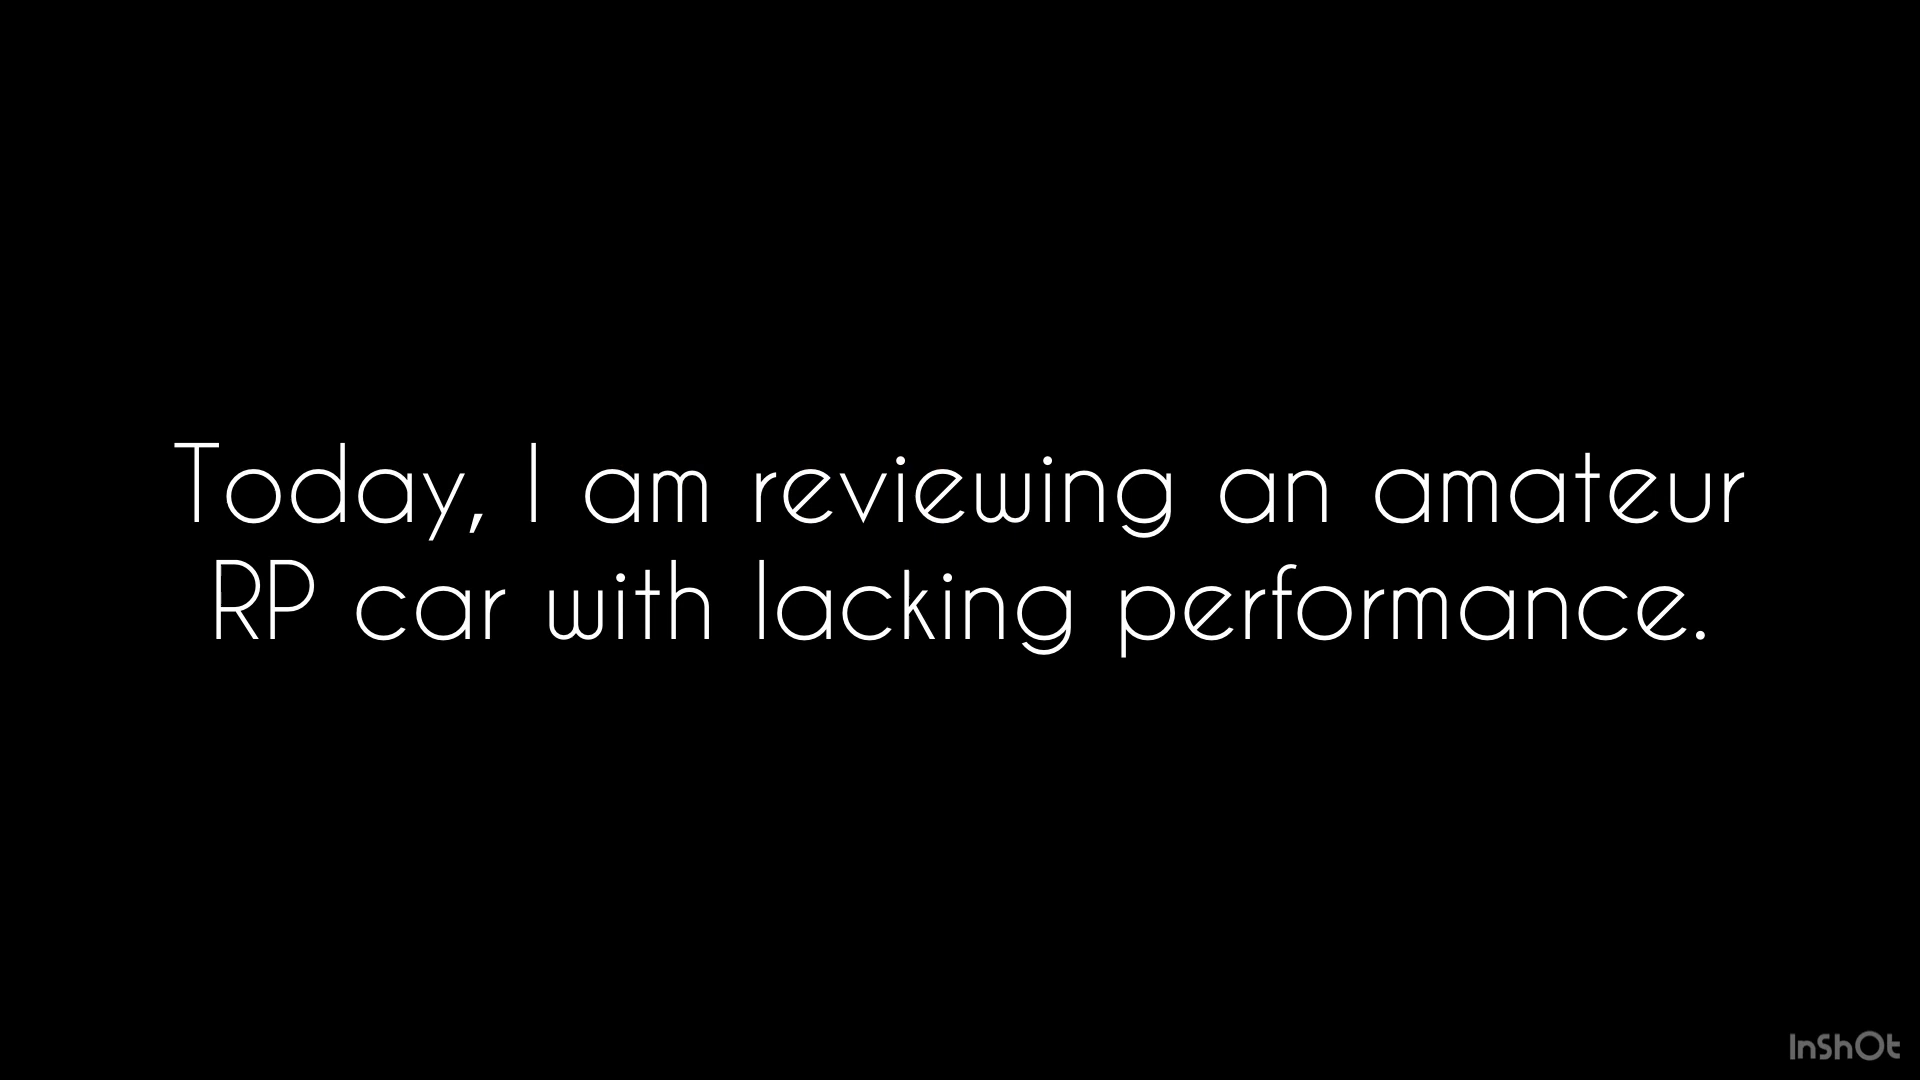 Today, I am reviewing an amateur
RP car with lacking performance.
InShOt